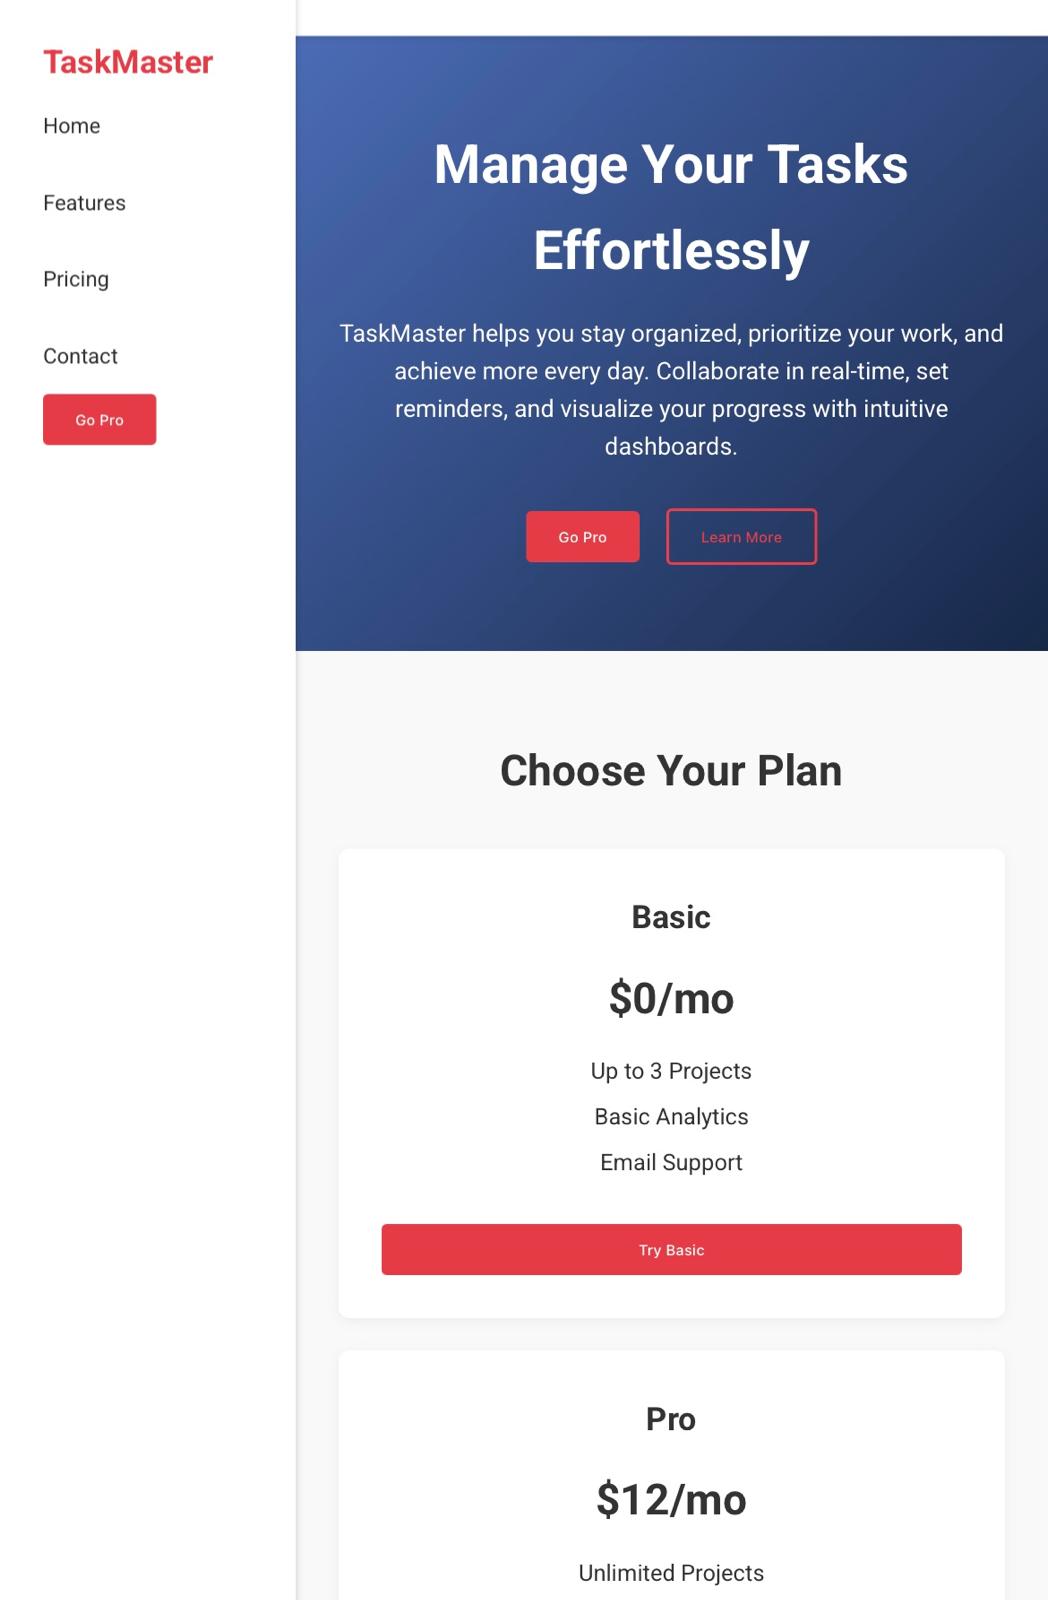 TaskMaster
Home
Features
Pricing
Contact
Go Pro
Manage Your Tasks
Effortlessly
TaskMaster helps you stay organized, prioritize your work, and
achieve more every day. Collaborate in real-time, set
reminders, and visualize your progress with intuitive
dashboards.
Go Pro
Learn More
Choose Your Plan
Basic
$0/mo
Up to 3 Projects
Basic Analytics
Email Support
Try Basic
Pro
$12/mo
Unlimited Projects